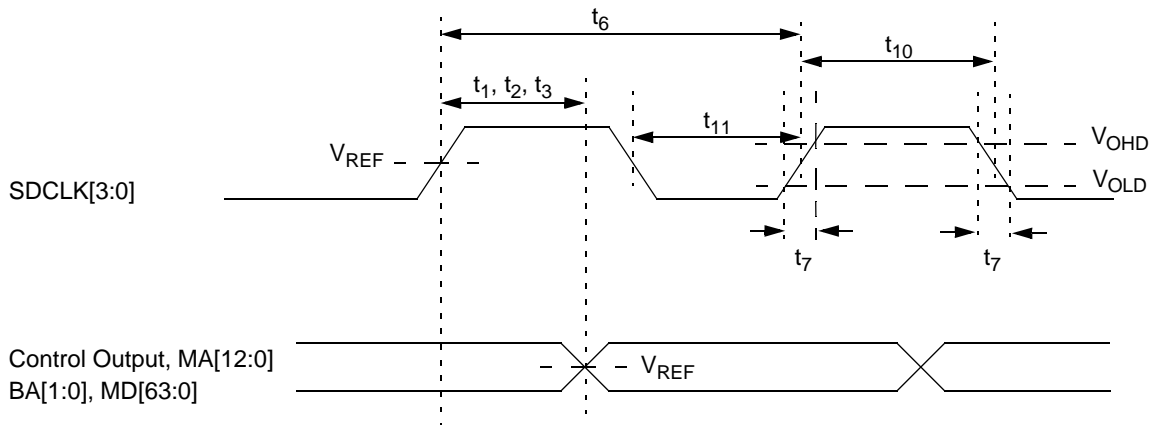 t6
t10
t1, t2, t3
t11
VREF
VOHD
SDCLK[3:0]
VOLD
t7
t7
Control Output, MA[12:0]
VREF
BA[1:0], MD[63:0]